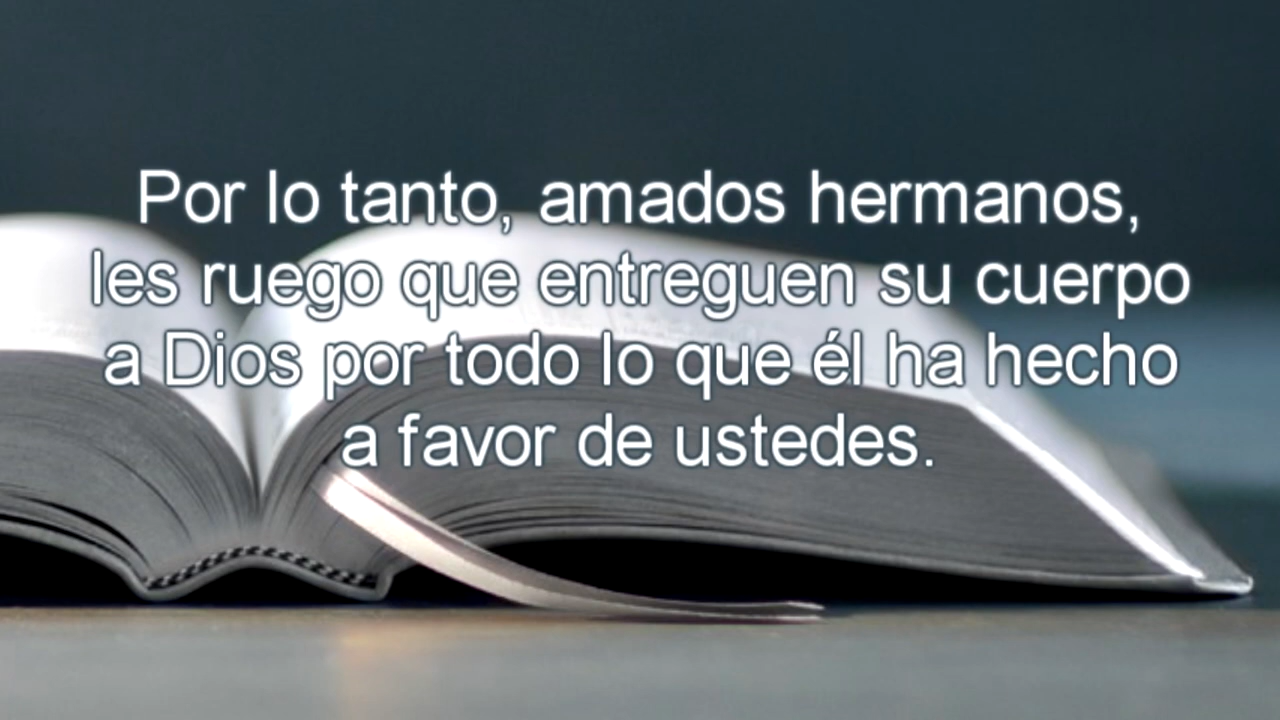 Por lo tanto, amados hermanos,
les ruego que entreguen su cuerpo
a Dios por todo lo que él ha hecho
a favor de ustedes.